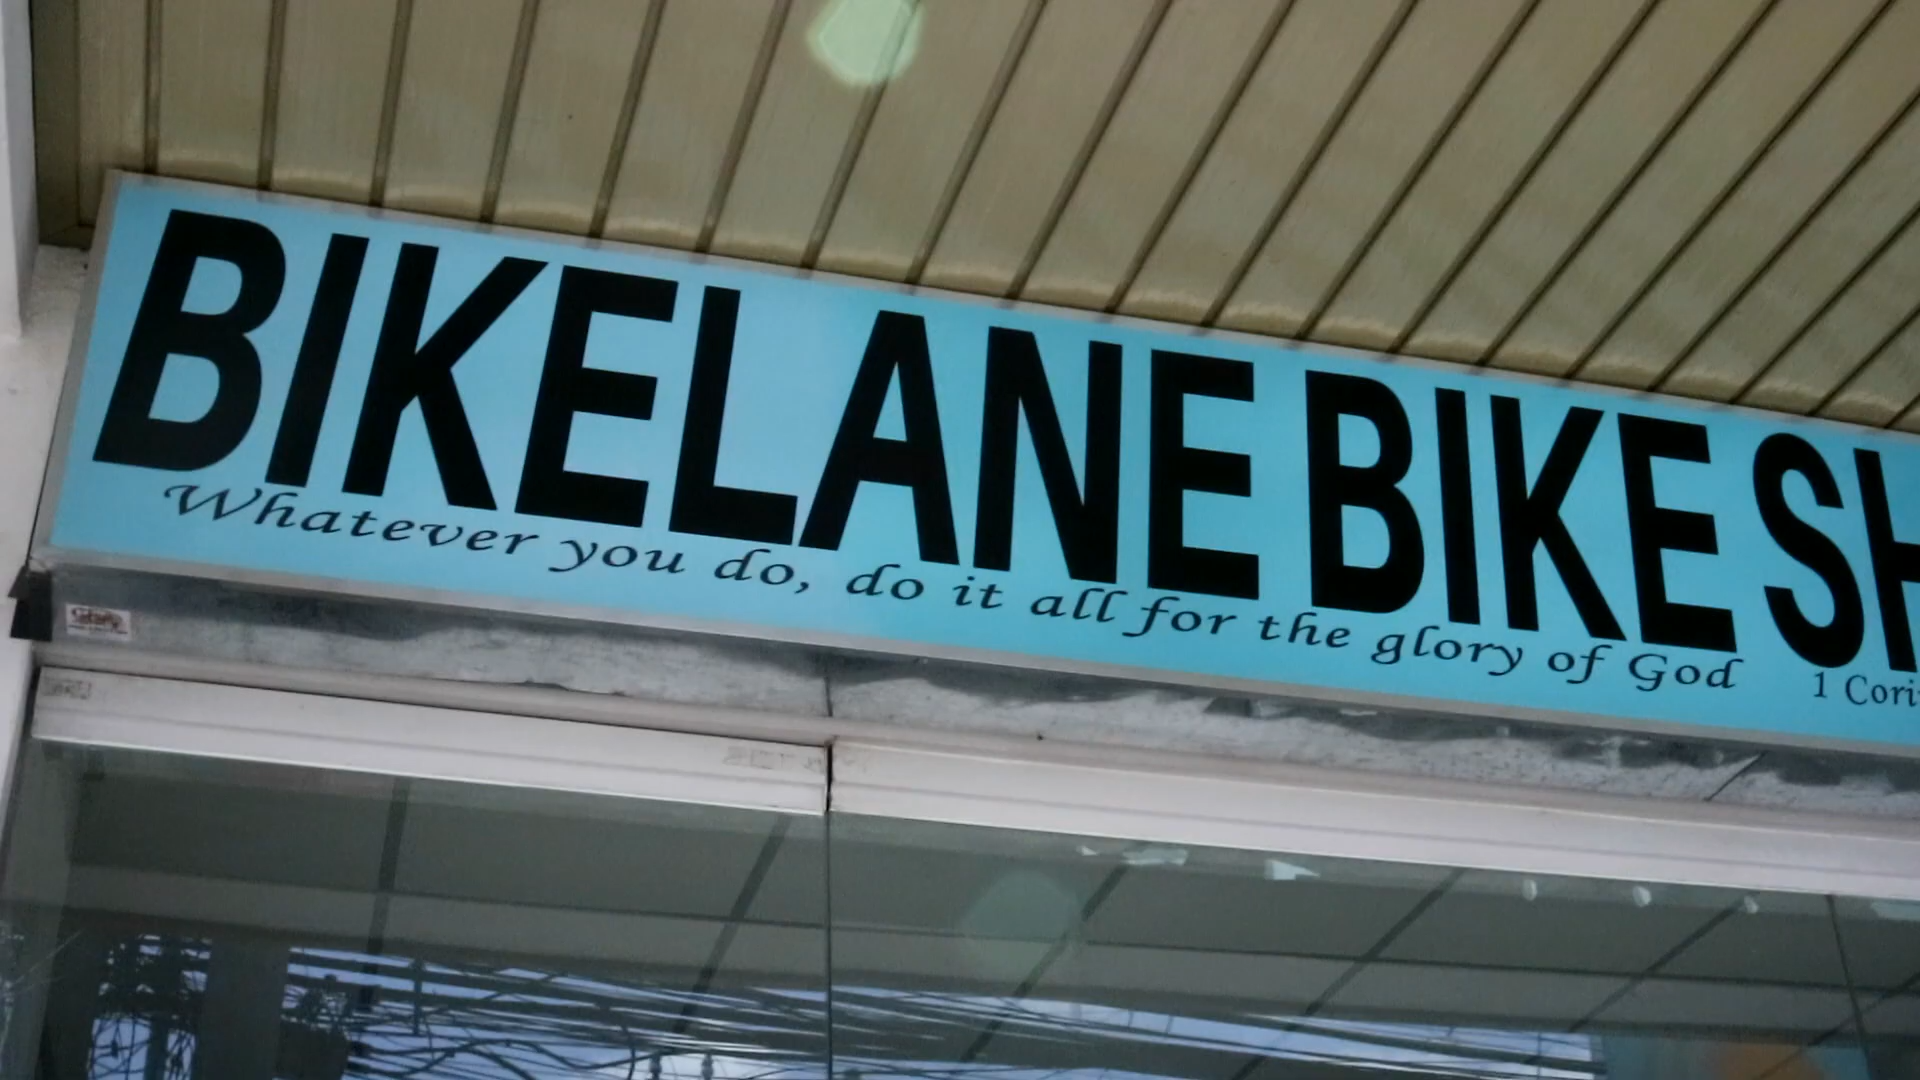 BIKELANE BIKE SH
Whatever you do, do it all for the glory of God
1 Cori